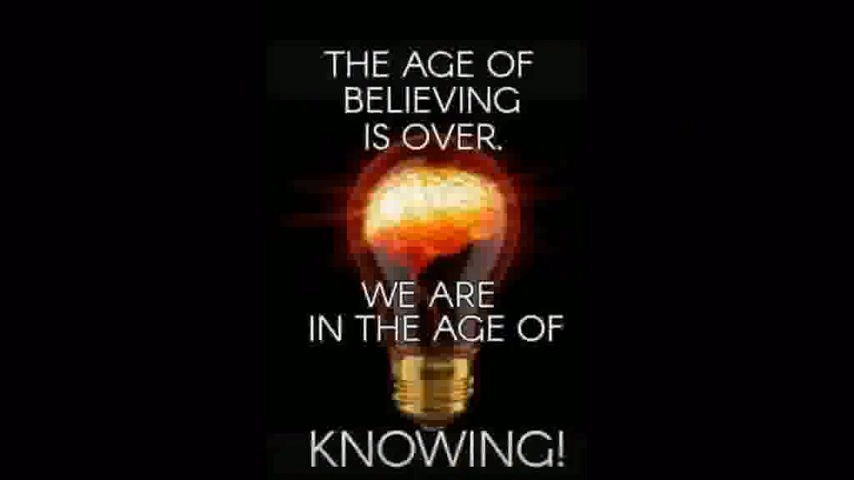 THE AGE OF
BELIEVING
IS OVER.
WE ARE
IN THE AGE OF
KNOWING!